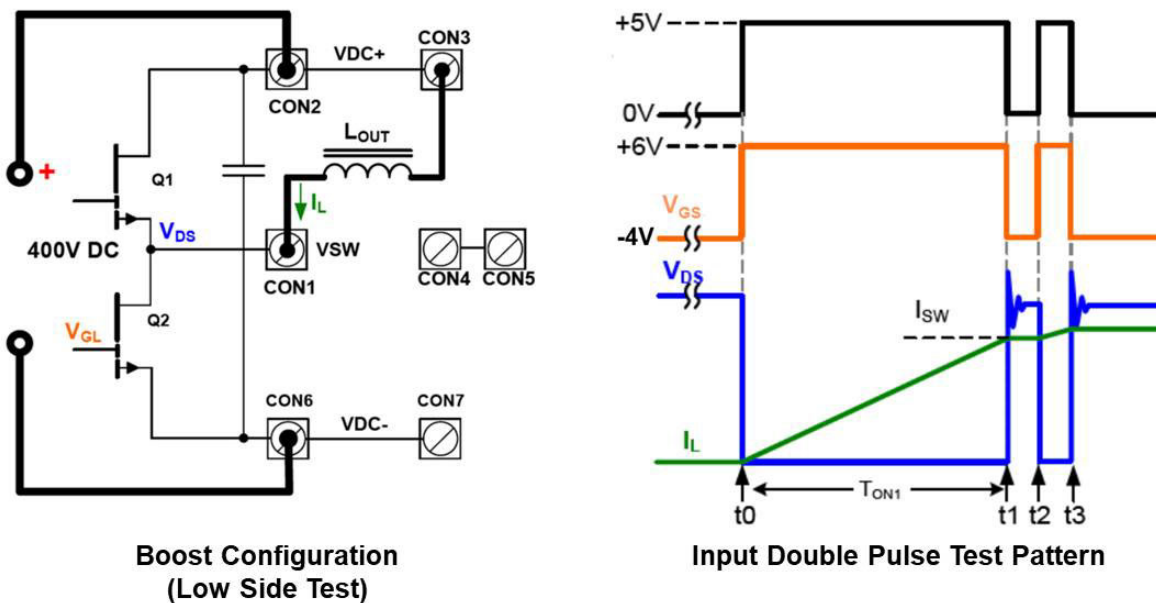 CON3
VDC+
CON2
LOUT
+
Q1
IL
VDS
400V DC
VSW
CON1
CON4
CON5
Q2
VGL
CON6
CON7
VDC-
Boost Configuration
(Low Side Test)
+5V
0V
+6V
VGS
-4V
VDS
ISW
IL
TON1
t0
t1
t2
t3
Input Double Pulse Test Pattern